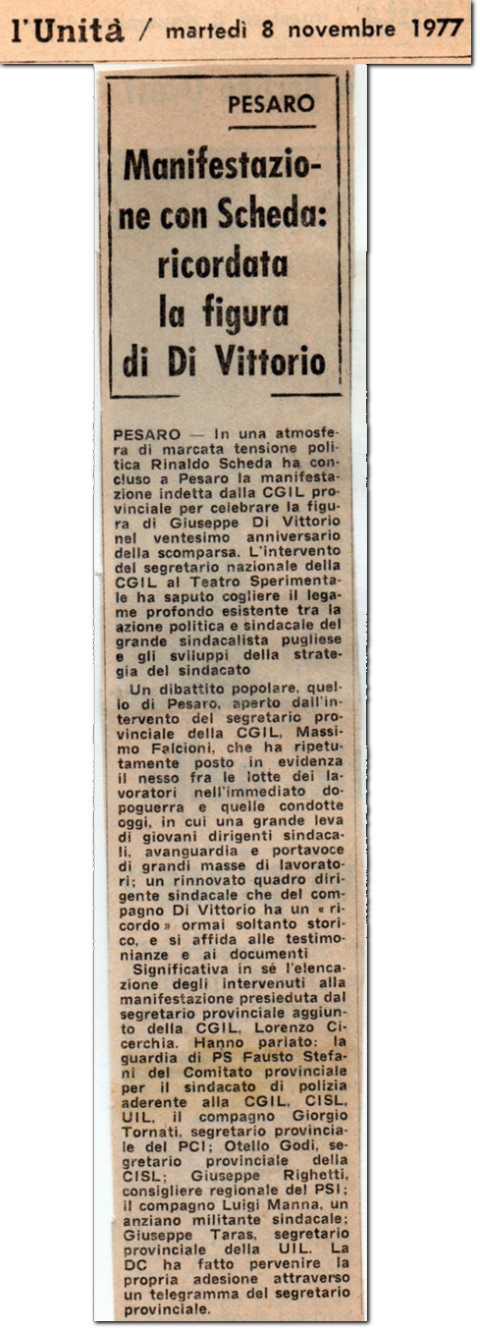 l'Unità / martedì 8 novembre 1977
PESARO
Manifestazio-
ne con Scheda:
ricordata
la figura
di Di Vittorio
PESARO — In una atmosfe-
ra di marcata tensione poli-
tica Rinaldo Scheda ha con-
cluso a Pesaro la manifesta-
zione indetta dalla CGIL pro-
vinciale per celebrare la figu-
ra di Giuseppe Di Vittorio
nel ventesimo anniversario
della scomparsa. L'intervento
del segretario nazionale della
CGIL al Teatro Sperimenta-
le ha saputo cogliere il lega-
me profondo esistente tra la
azione politica e sindacale del
grande sindacalista pugliese
e gli sviluppi della strate-
gia del sindacato
Un dibattito popolare, quel-
lo di Pesaro, aperto dall'in-
tervento del segretario pro-
vinciale della CGIL, Massi-
mo Falcioni, che ha ripetu-
tamente posto in evidenza
il nesso fra le lotte dei la-
voratori nell'immediato do-
poguerra e quelle condotte
oggi, in cui una grande leva
di giovani dirigenti sindaca-
li, avanguardia e portavoce
di grandi masse di lavorato-
ri; un rinnovato quadro diri-
gente sindacale che del com-
pagno Di Vittorio ha un « ri-
cordo » ormai soltanto stori-
co, e si affida alle testimo-
nianze e ai documenti
Significativa in sé l'elenca-
zione degli intervenuti alla
manifestazione presieduta dal
segretario provinciale aggiun-
to della CGIL, Lorenzo Ci-
cerchia. Hanno parlato: la
guardia di PS Fausto Stefa-
ni del Comitato provinciale
per il sindacato di polizia
aderente alla CGIL, CISL,
UIL, il compagno Giorgio
Tornati, segretario provincia-
le del PCI; Otello Godi, se-
gretario provinciale della
CISL; Giuseppe Righetti,
consigliere regionale del PSI;
il compagno Luigi Manna, un
anziano militante sindacale;
Giuseppe Taras, segretario
provinciale della UIL. La
DC ha fatto pervenire la
propria adesione attraverso
un telegramma del segretario
provinciale.